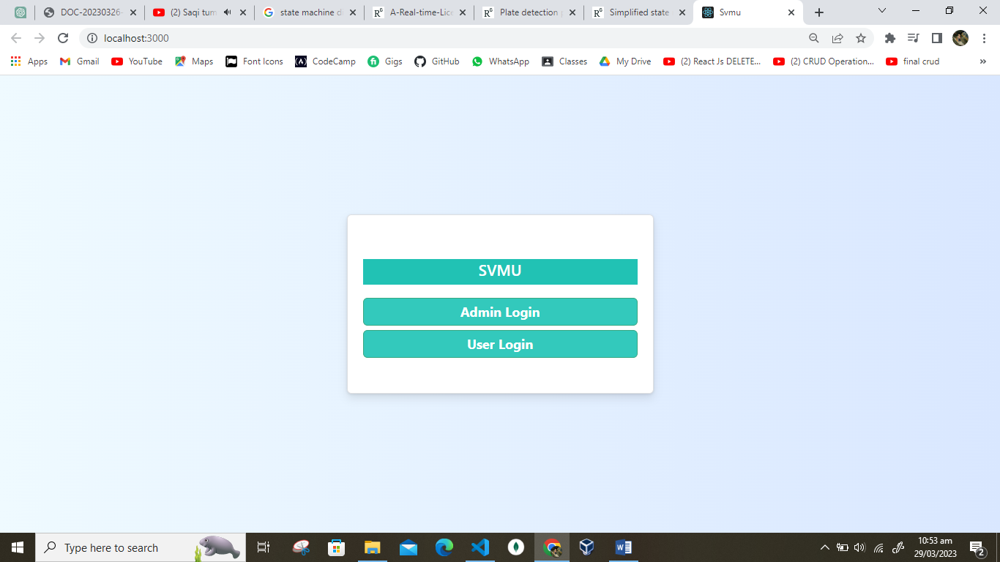 DOC-20230326-
(2) Saqi tum
state machine d
A-Real-time-Lice
Plate detection
Simplified state
Svmu
localhost:3000
Apps
Gmail
YouTube
Maps
Font Icons
CodeCamp
Gigs
GitHub
WhatsApp
Classes
My Drive
(2) React Js DELETE...
(2) CRUD Operation...
final crud
SVMU
Admin Login
User Login
Type here to search
10:53 am
29/03/2023
2